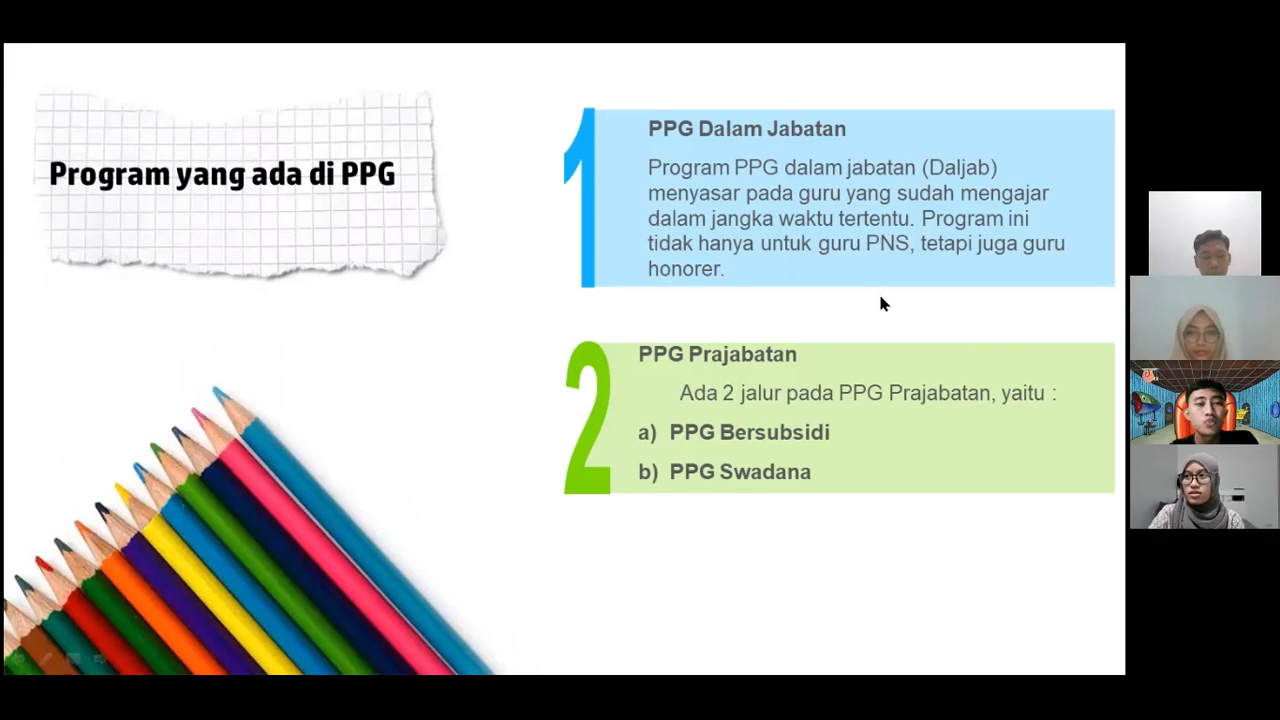 Program yang ada di PPG
1
PPG Dalam Jabatan
Program PPG dalam jabatan (Daljab)
menyasar pada guru yang sudah mengajar
dalam jangka waktu tertentu. Program ini
tidak hanya untuk guru PNS, tetapi juga guru
honorer.
2
PPG Prajabatan
Ada 2 jalur pada PPG Prajabatan, yaitu :
a) PPG Bersubsidi
b) PPG Swadana